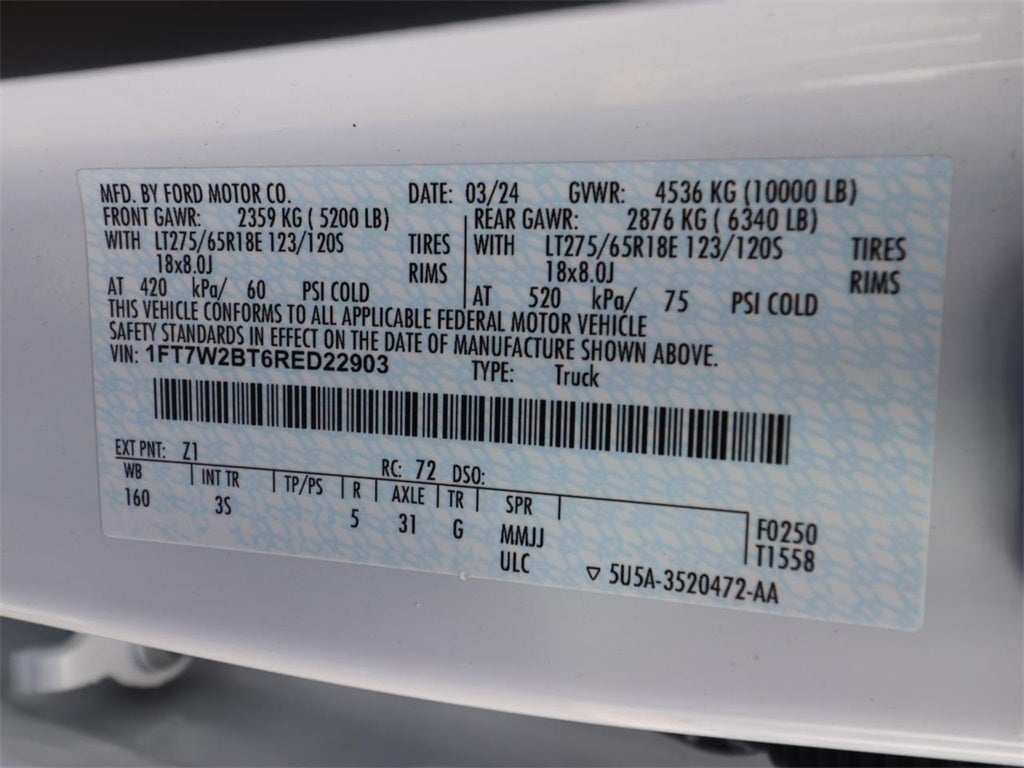 MFD. BY FORD MOTOR CO. DATE: 03/24 GVWR: 4536 KG (10000 LB)
FRONT GAWR: 2359 KG ( 5200 LB) REAR GAWR: 2876 KG ( 6340 LB)
WITH LT275/65R18E 123/120S TIRES WITH LT275/65R18E 123/120S TIRES
18x8.0J RIMS 18x8.0J RIMS
AT 420 kPa/ 60 PSI COLD AT 520 kPa/ 75 PSI COLD
THIS VEHICLE CONFORMS TO ALL APPLICABLE FEDERAL MOTOR VEHICLE
SAFETY STANDARDS IN EFFECT ON THE DATE OF MANUFACTURE SHOWN ABOVE.
VIN: 1FT7W2BT6RED22903 TYPE: Truck
EXT PNT: Z1 RC: 72 DSO:
WB INT TR TP/PS R AXLE TR SPR
160 3S 5 31 G MMJJ F0250
ULC T1558
▽ 5U5A-3520472-AA